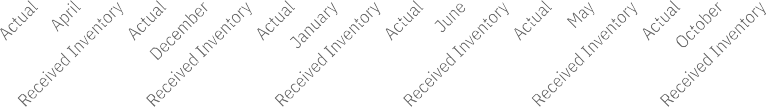 Actual
April
Received Inventory
Actual
December
Received Inventory
Actual
January
Received Inventory
Actual
June
Received Inventory
Actual
May
Received Inventory
Actual
October
Received Inventory